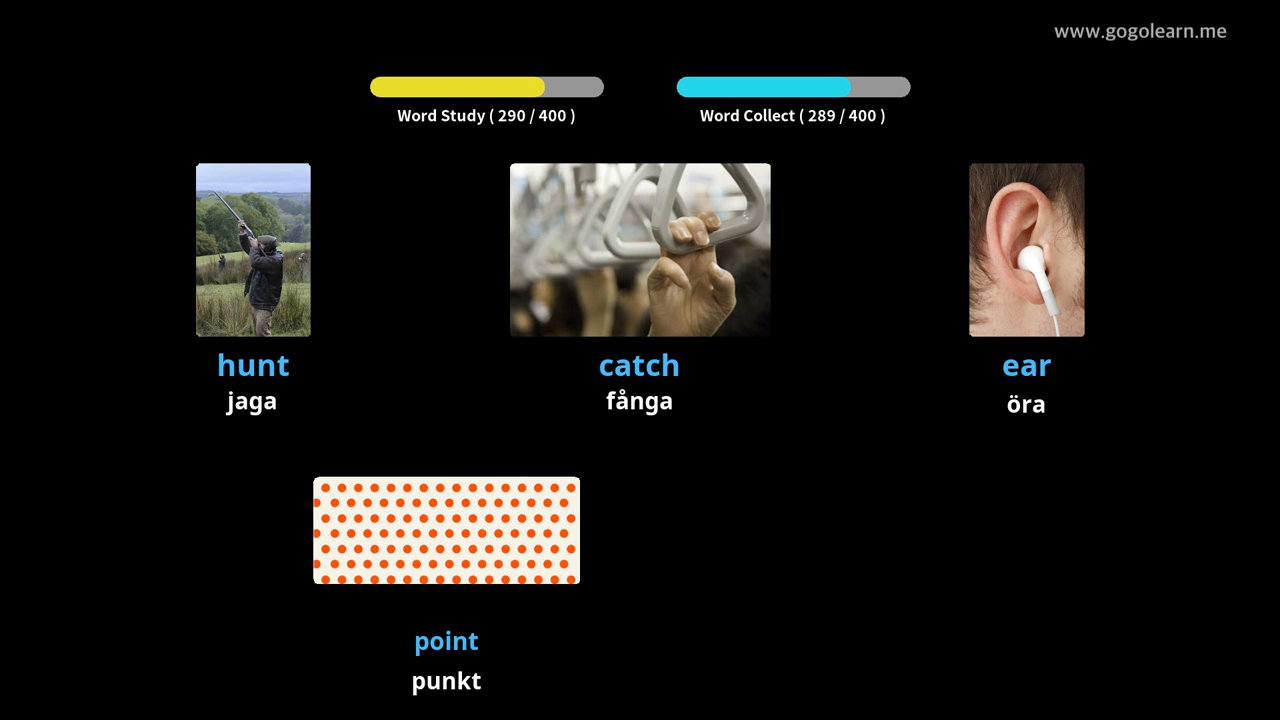 www.gogolearn.me
Word Study ( 290 / 400 )
Word Collect ( 289 / 400 )
hunt
jaga
catch
fånga
ear
öra
point
punkt